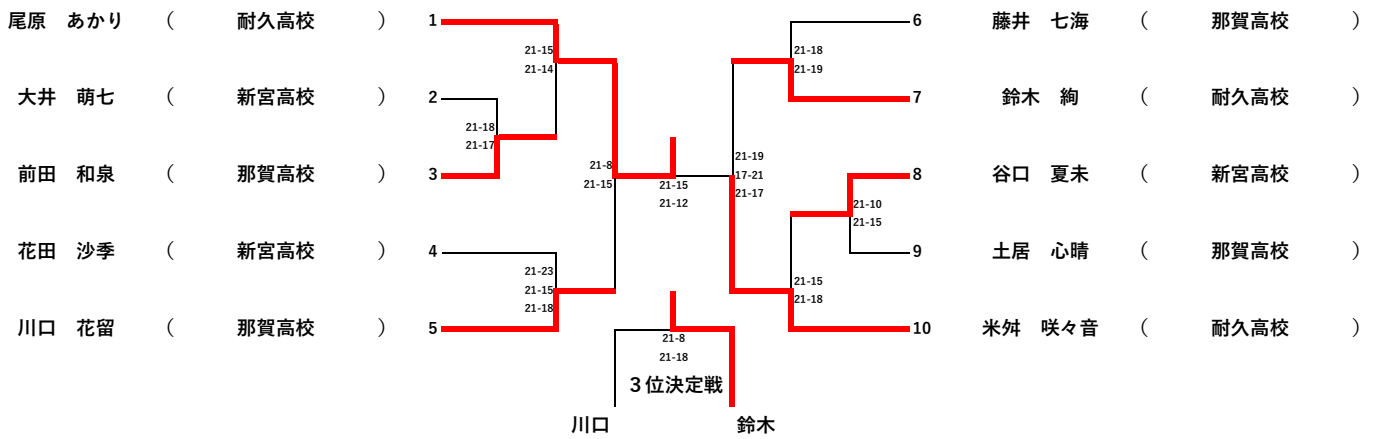 尾原 あかり （ 耐久高校 ） 1
大井 萌七 （ 新宮高校 ） 2
前田 和泉 （ 那賀高校 ） 3
花田 沙季 （ 新宮高校 ） 4
川口 花留 （ 那賀高校 ） 5
21-15
21-14
21-18
21-17
21-8
21-15
21-23
21-15
21-18
21-15
21-12
21-19
17-21
21-17
21-18
21-19
21-10
21-15
21-15
21-18
6 藤井 七海 （ 那賀高校 ）
7 鈴木 絢 （ 耐久高校 ）
8 谷口 夏未 （ 新宮高校 ）
9 土居 心晴 （ 那賀高校 ）
10 米舛 咲々音 （ 耐久高校 ）
21-8
21-18
３位決定戦
川口 鈴木